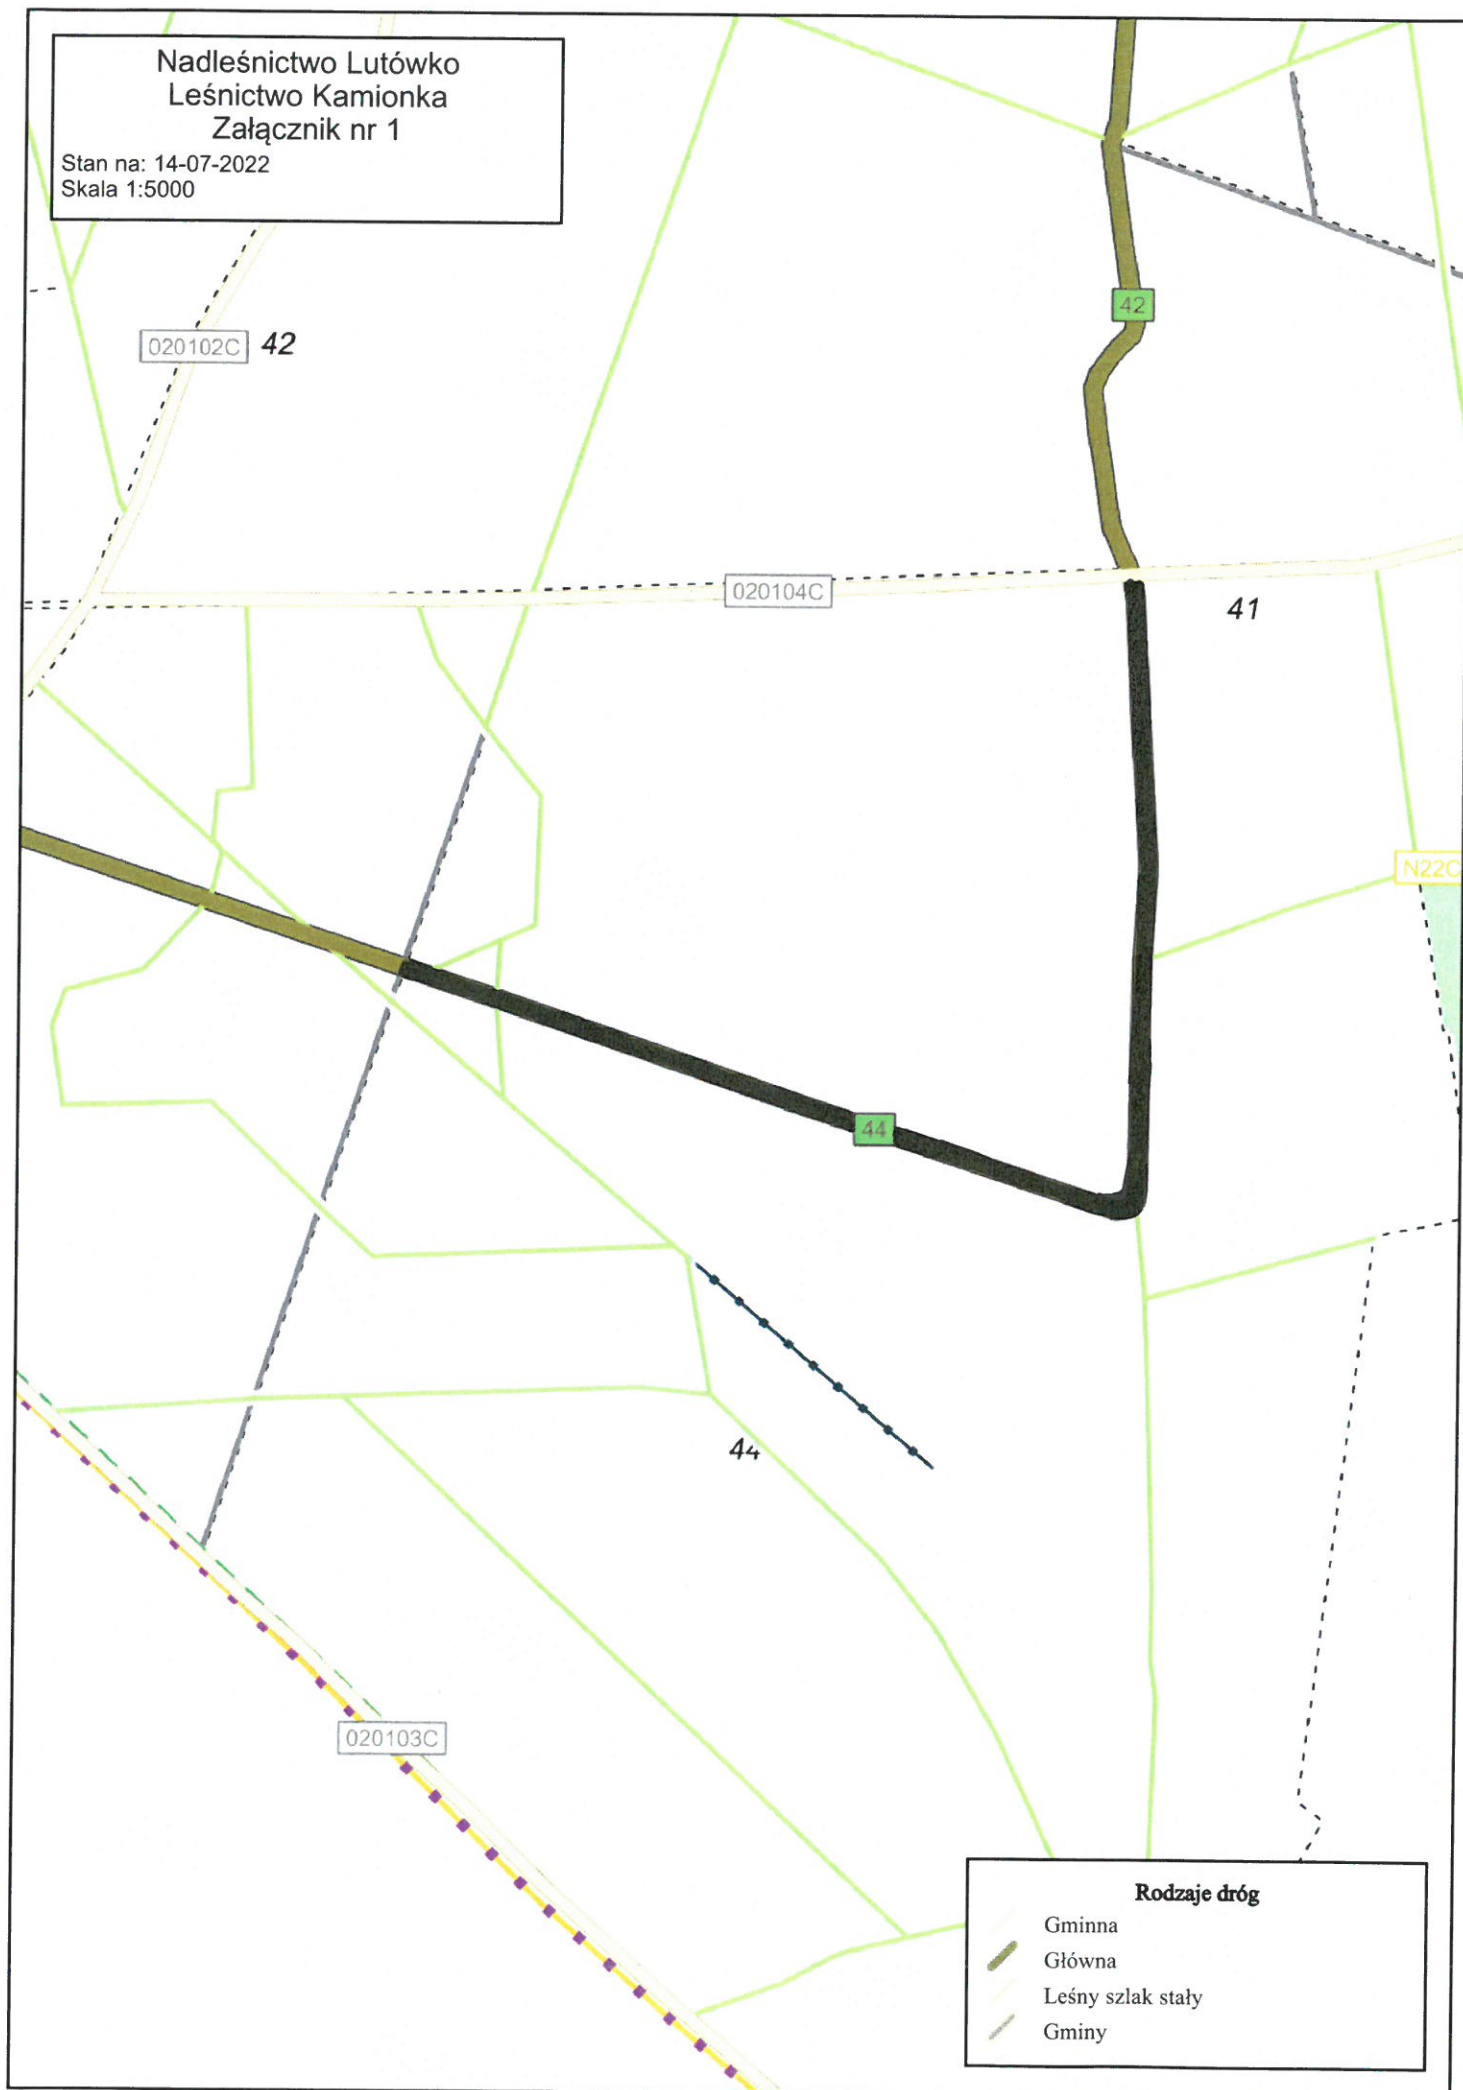 Nadleśnictwo Lutówko
Leśnictwo Kamionka
Załącznik nr 1
Stan na: 14-07-2022
Skala 1:5000
42
020102C 42
020104C
41
N22C
44
44
020103C
Rodzaje dróg
Gminna
Główna
Leśny szlak stały
Gminy